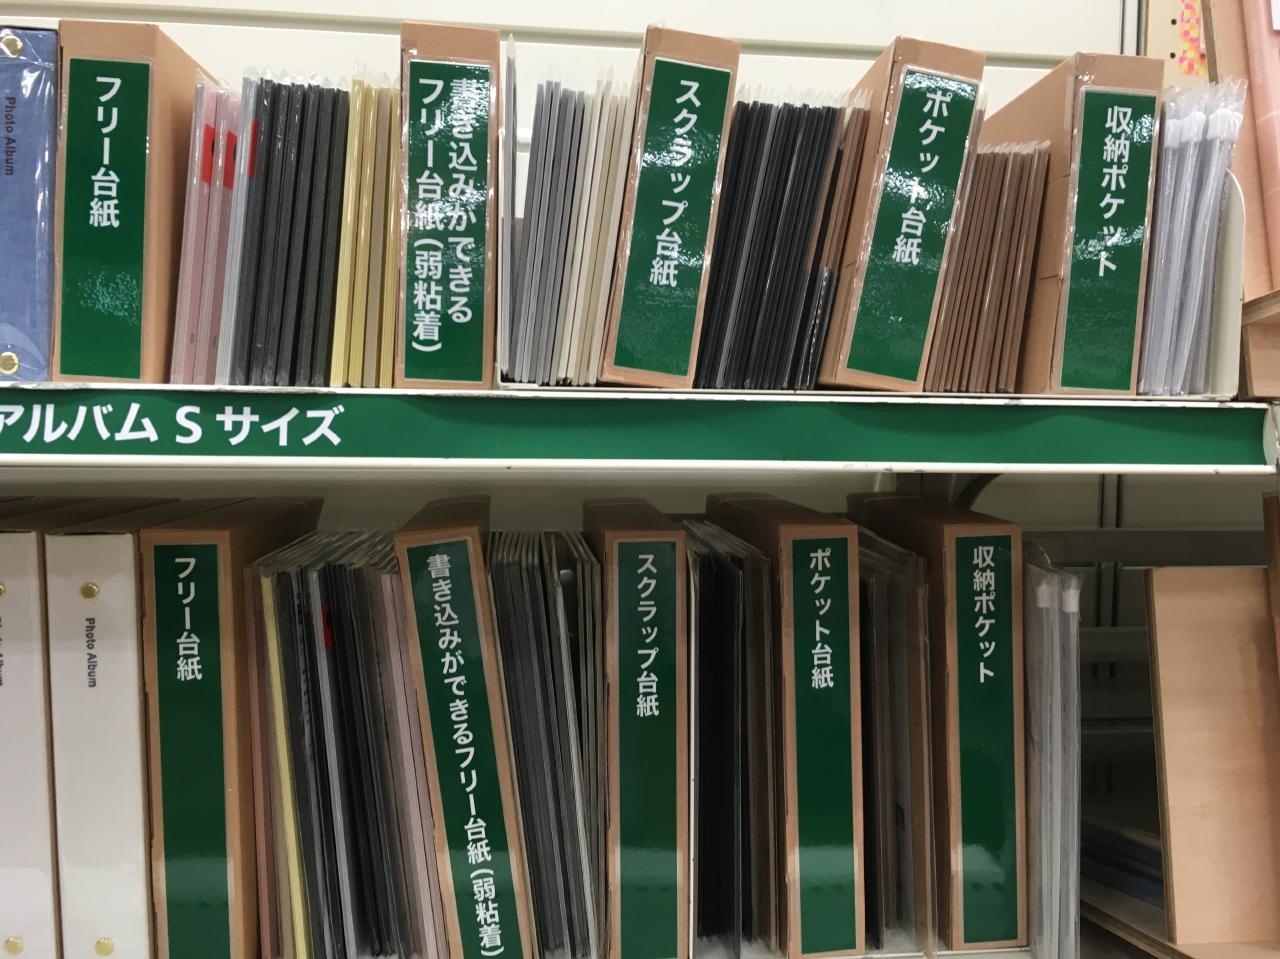 Photo Album
フリー台紙
書き込みができる
フリー台紙(弱粘着)
スクラップ台紙
ポケット台紙
収納ポケット
アルバム S サイズ
Photo Album
フリー台紙
書き込みができるフリー台紙(弱粘着)
スクラップ台紙
ポケット台紙
収納ポケット